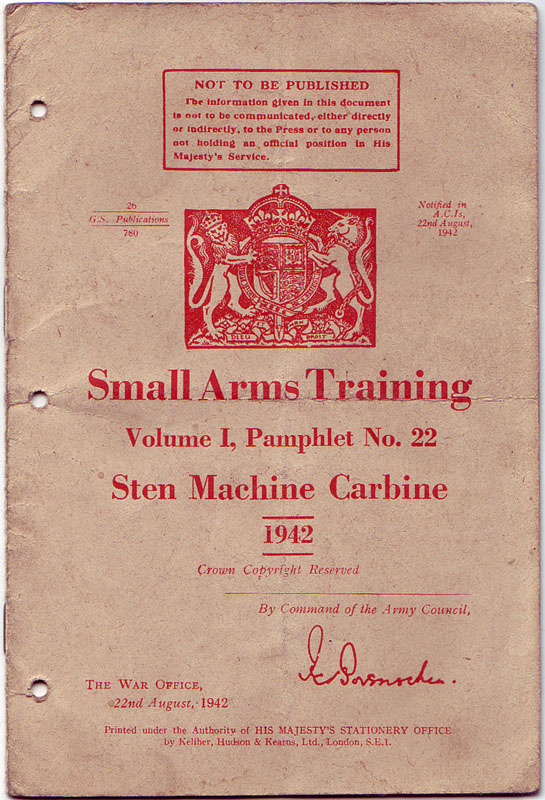 NOT TO BE PUBLISHED
The information given in this document
is not to be communicated, either directly
or indirectly, to the Press or to any person
not holding an official position in His
Majesty's Service.
26
G.S. Publications
780
Notified in
A.C.Is,
22nd August,
1942
DIEU ET MON DROIT
Small Arms Training
Volume I, Pamphlet No. 22
Sten Machine Carbine
1942
Crown Copyright Reserved
By Command of the Army Council,
THE WAR OFFICE,
22nd August, 1942
Printed under the Authority of HIS MAJESTY'S STATIONERY OFFICE
by Keliher, Hudson & Kearns, Ltd., London, S.E.1.